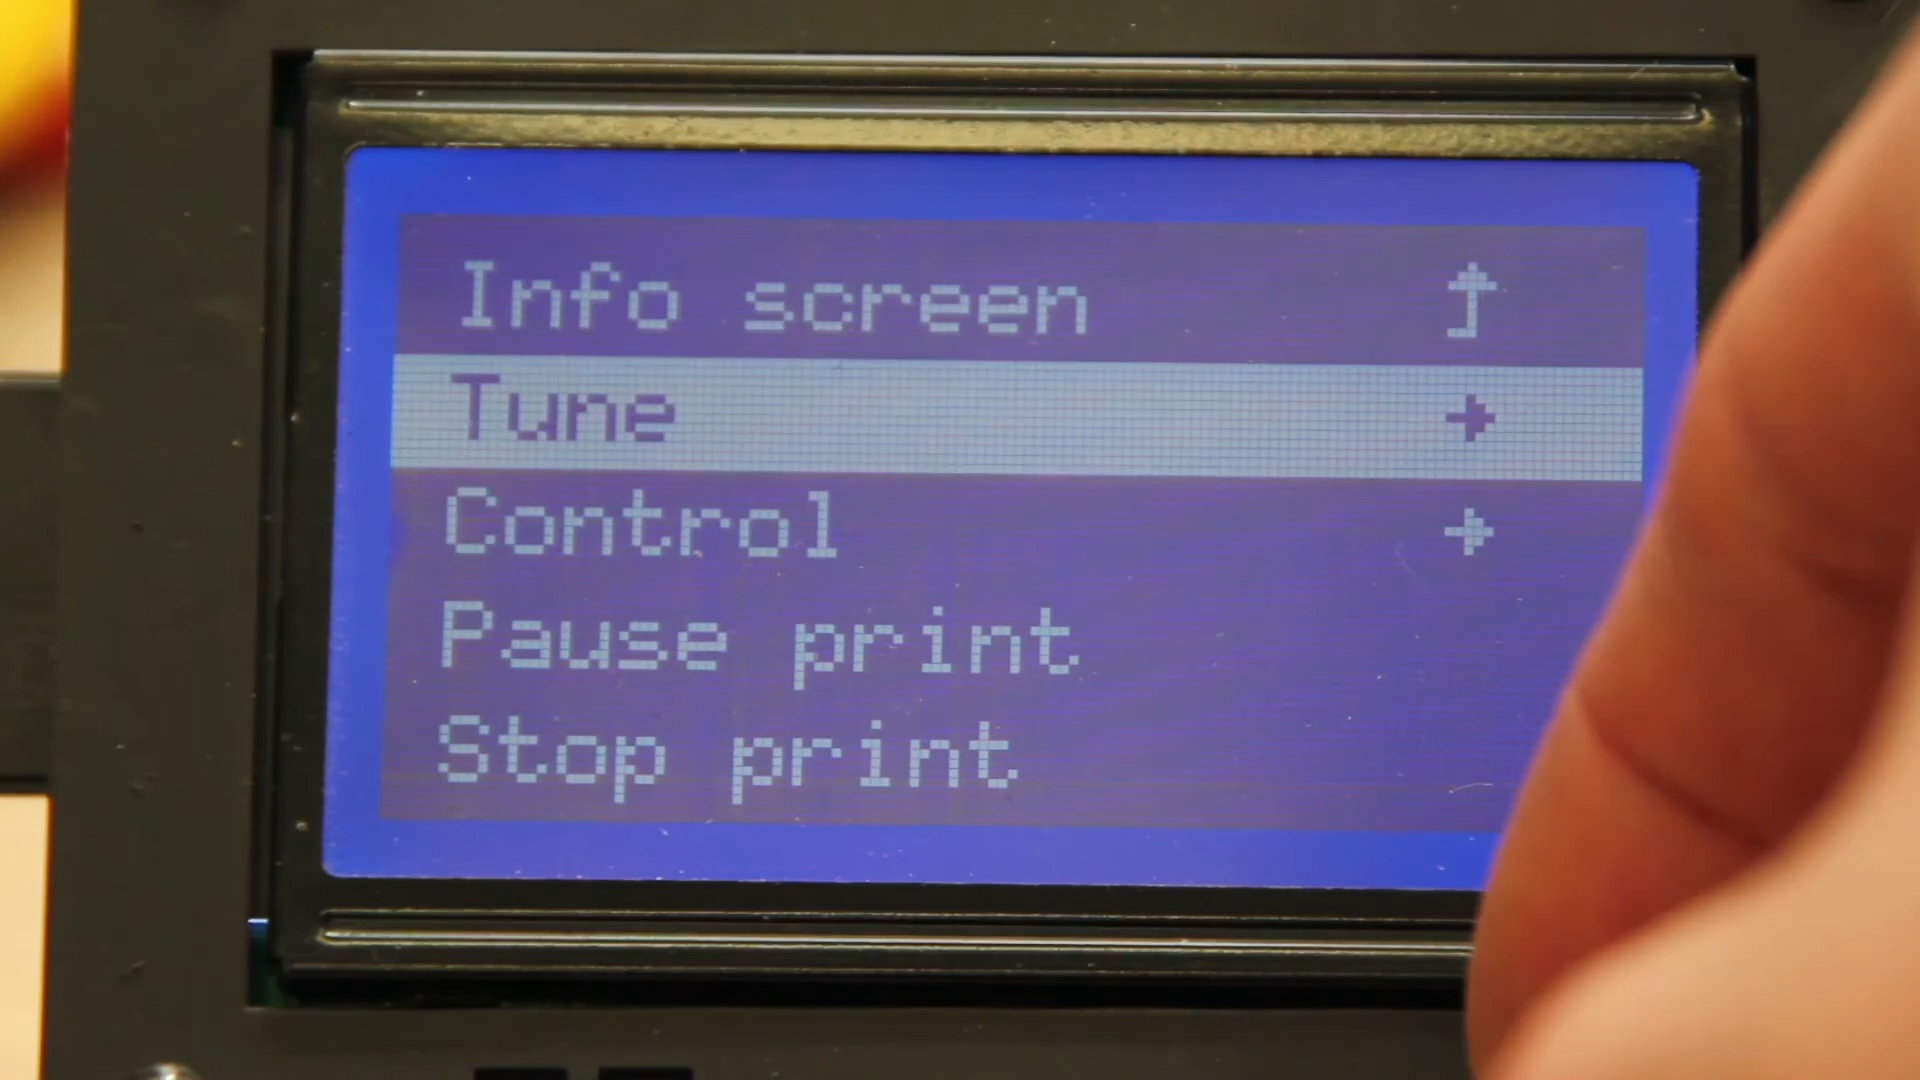 Info screen
Tune
Control
Pause print
Stop print